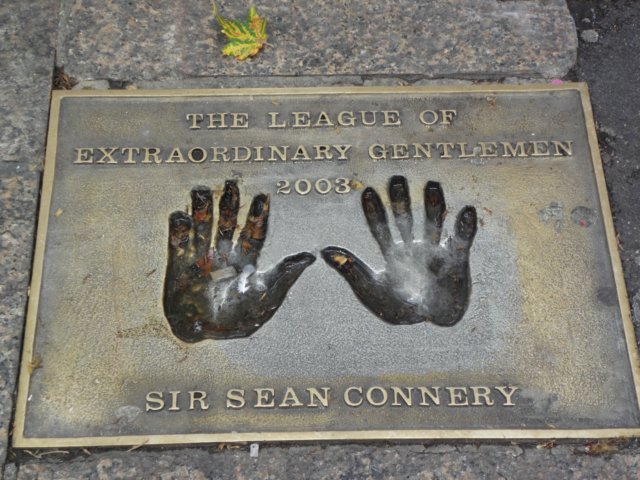 THE LEAGUE OF
EXTRAORDINARY GENTLEMEN
2003
SIR SEAN CONNERY